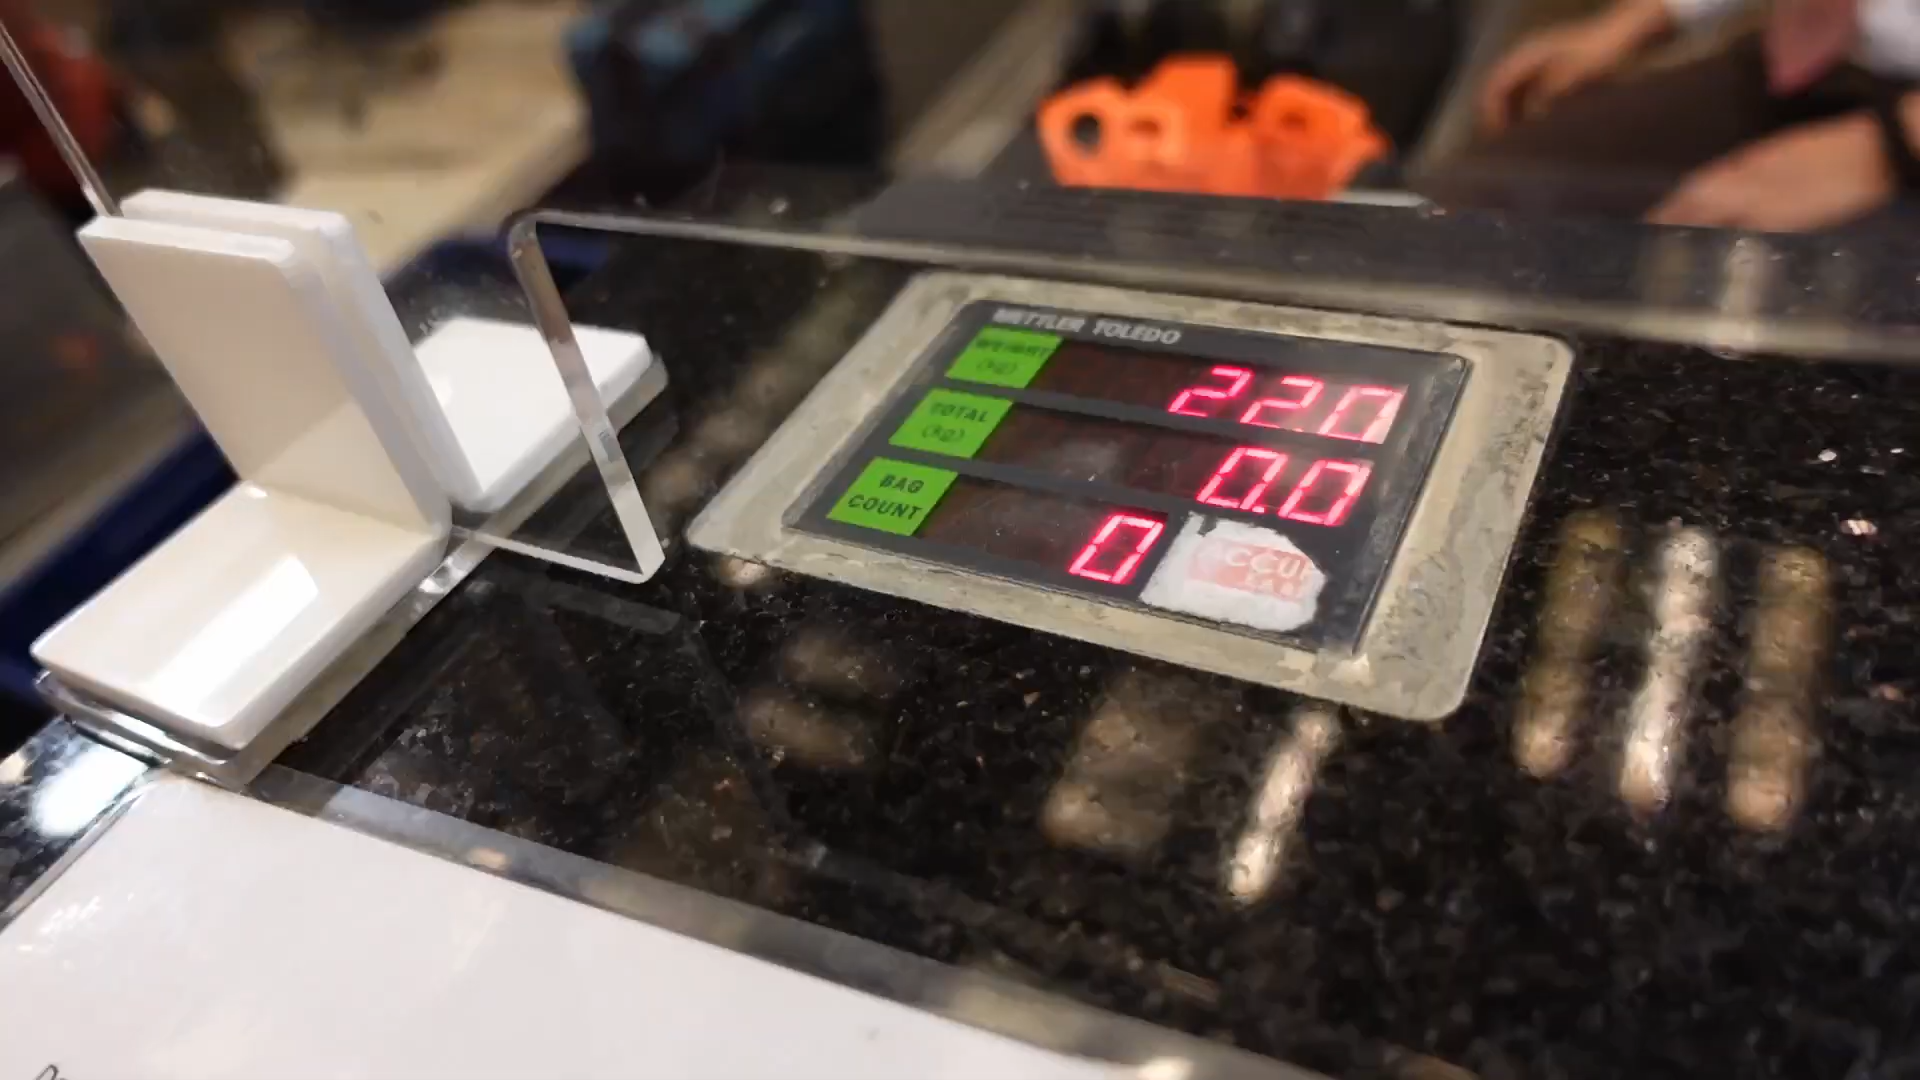 METTLER TOLEDO
WEIGHT
(kg)
22.0
TOTAL
(kg)
0.0
BAG
COUNT
0